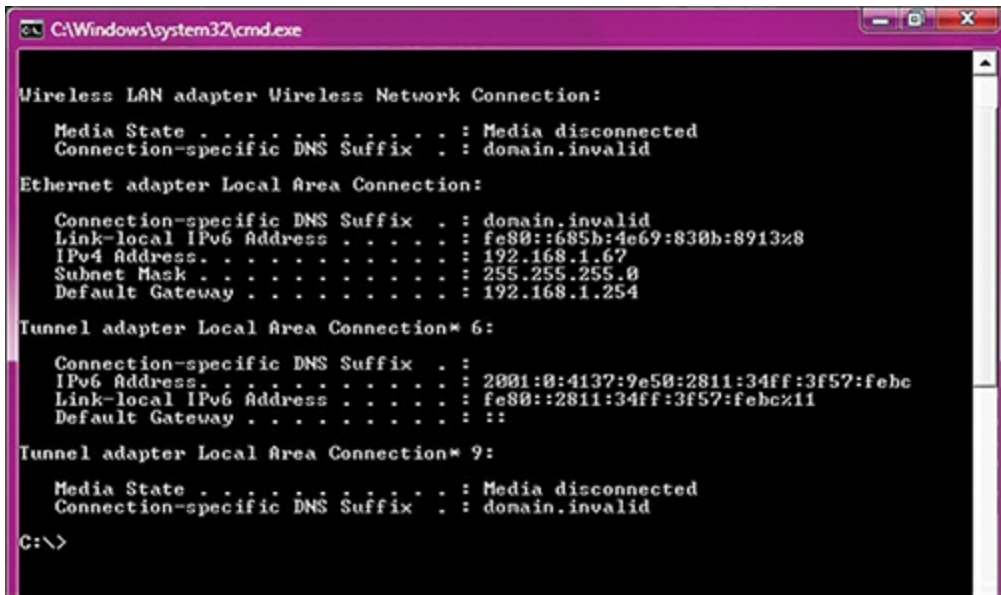 C:\Windows\system32\cmd.exe
Wireless LAN adapter Wireless Network Connection:
Media State . . . . . . . . . . . : Media disconnected
Connection-specific DNS Suffix . : domain.invalid
Ethernet adapter Local Area Connection:
Connection-specific DNS Suffix . : domain.invalid
Link-local IPv6 Address . . . . . : fe80::685b:4e69:830b:8913%8
IPv4 Address. . . . . . . . . . . : 192.168.1.67
Subnet Mask . . . . . . . . . . . : 255.255.255.0
Default Gateway . . . . . . . . . : 192.168.1.254
Tunnel adapter Local Area Connection* 6:
Connection-specific DNS Suffix . :
IPv6 Address. . . . . . . . . . . : 2001:0:4137:9e50:2811:34ff:3f57:febc
Link-local IPv6 Address . . . . . : fe80::2811:34ff:3f57:febc%11
Default Gateway . . . . . . . . . : ::
Tunnel adapter Local Area Connection* 9:
Media State . . . . . . . . . . . : Media disconnected
Connection-specific DNS Suffix . : domain.invalid
C:\>